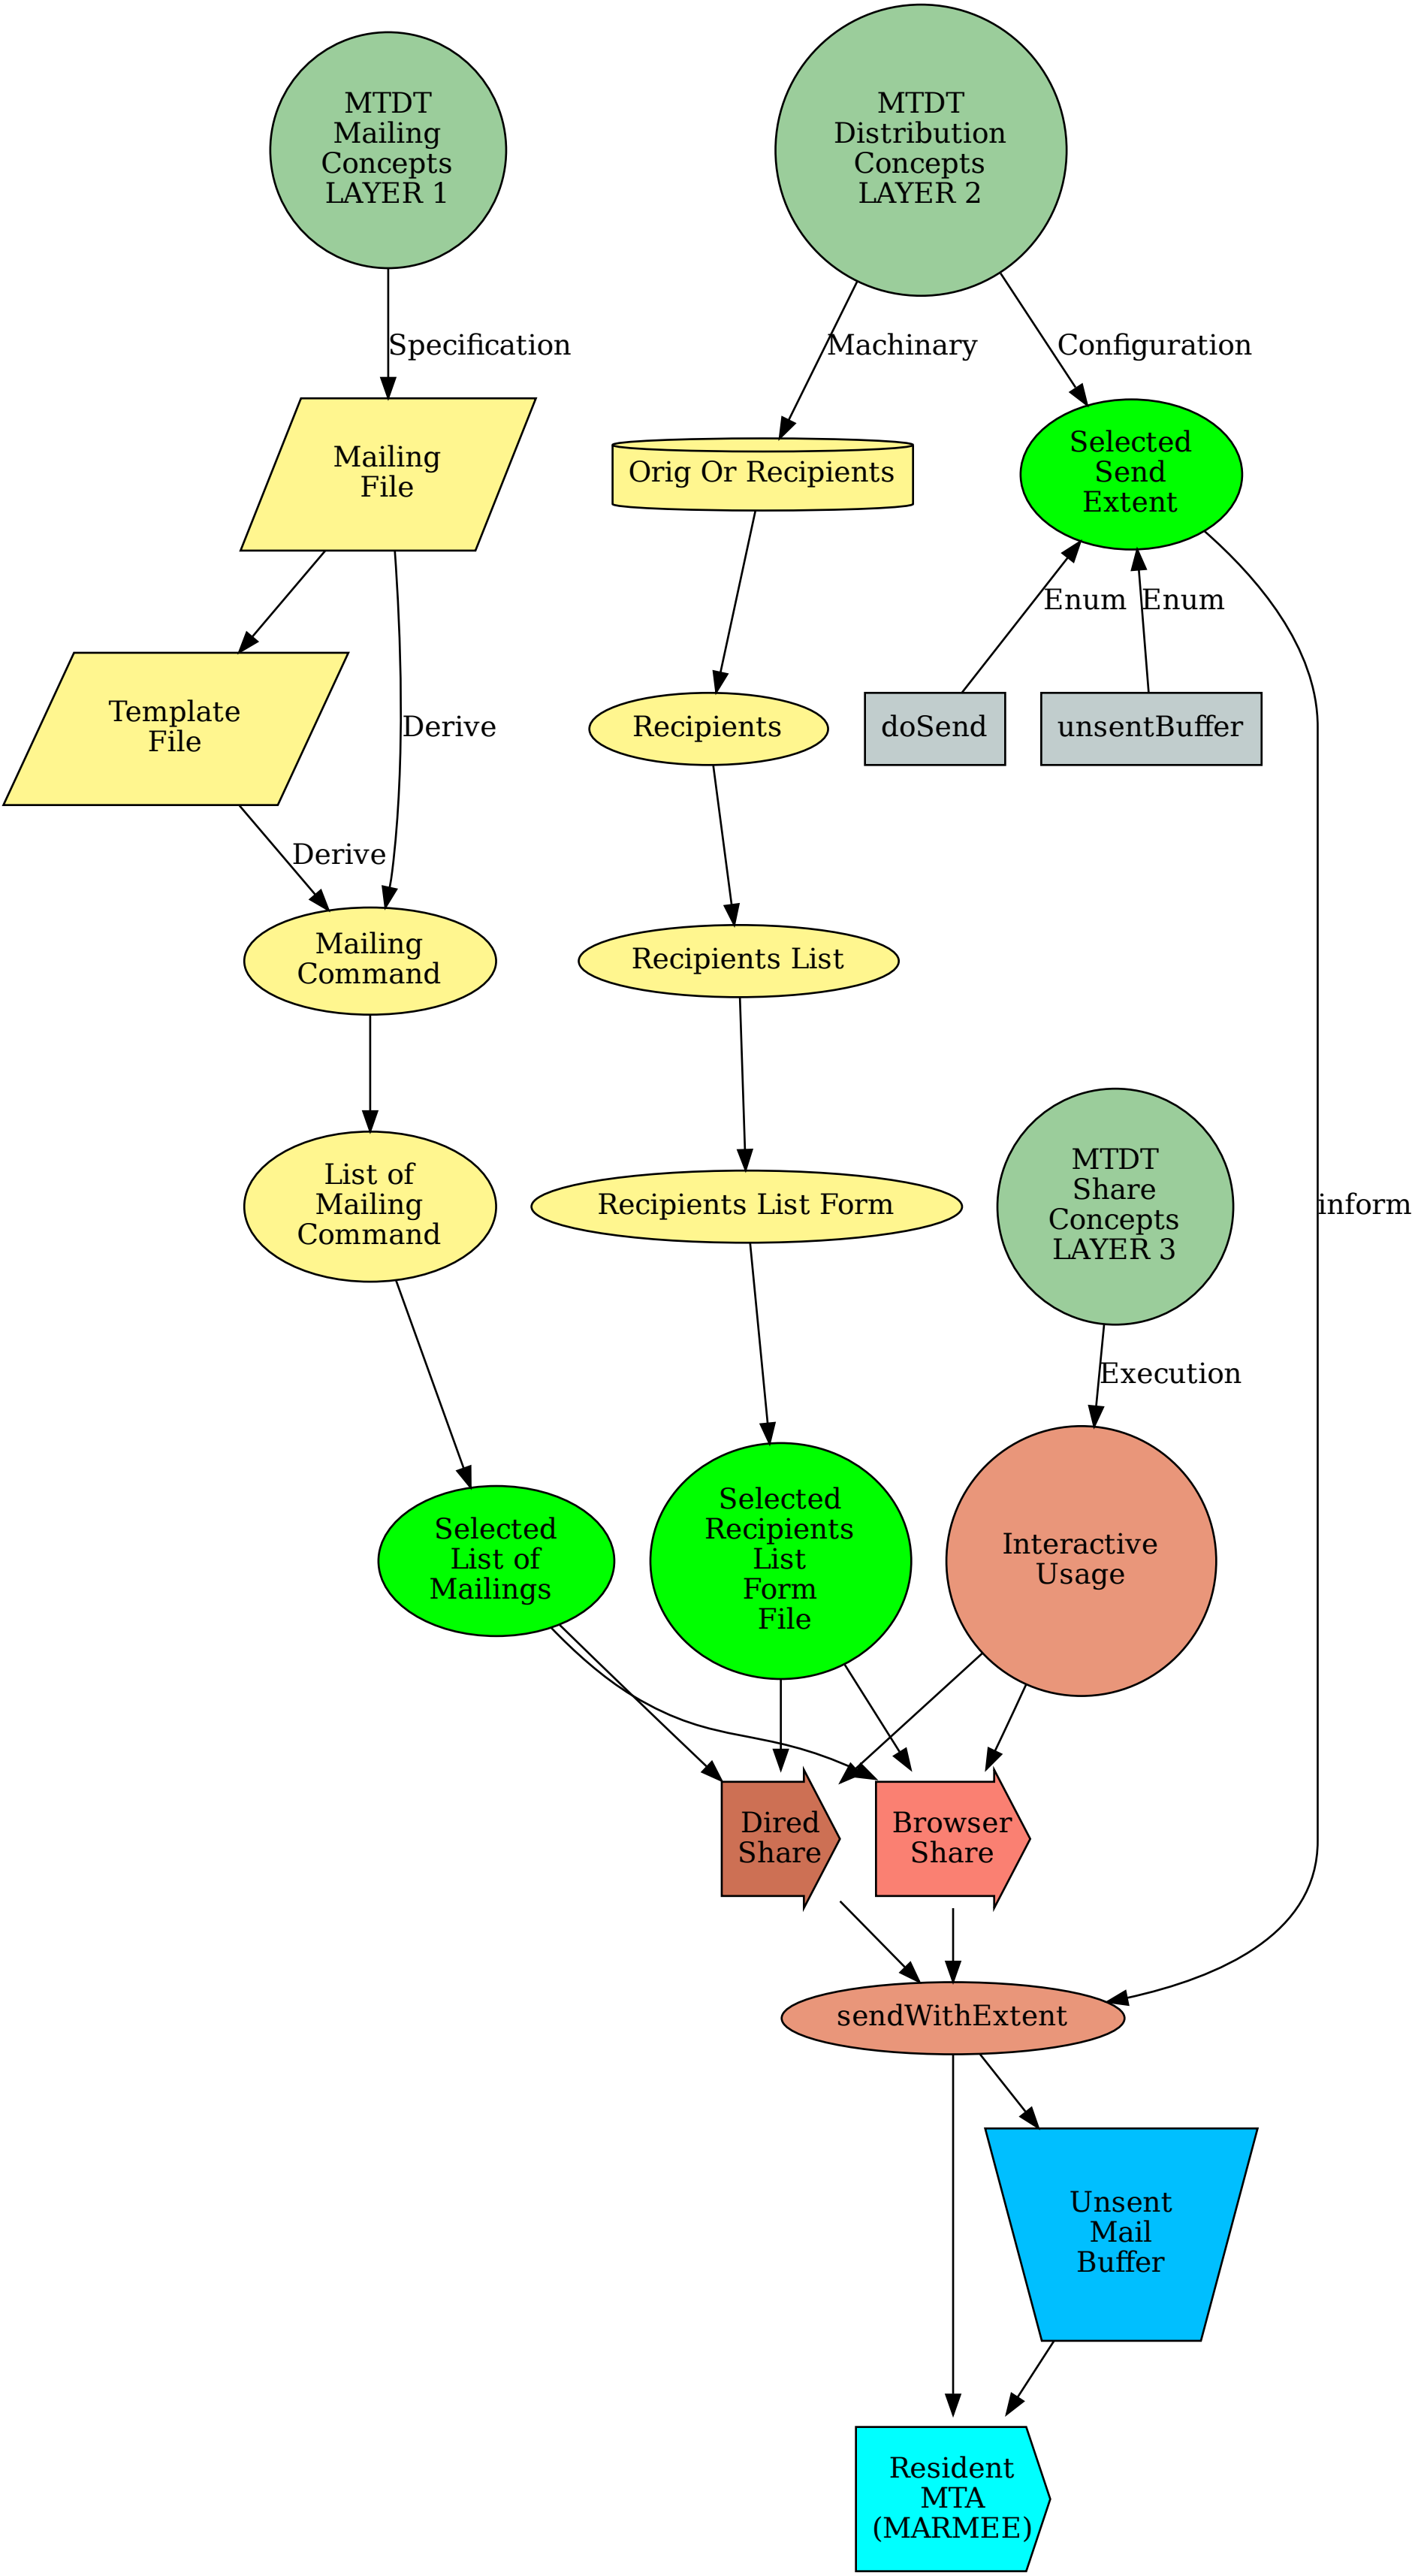 MTDT
Mailing
Concepts
LAYER 1
MTDT
Distribution
Concepts
LAYER 2
Specification
Machinary
Configuration
Mailing
File
Orig Or Recipients
Selected
Send
Extent
Enum
Enum
Template
File
Derive
Recipients
doSend
unsentBuffer
Derive
Mailing
Command
Recipients List
List of
Mailing
Command
Recipients List Form
MTDT
Share
Concepts
LAYER 3
inform
Execution
Selected
List of
Mailings
Selected
Recipients
List
Form
File
Interactive
Usage
Dired
Share
Browser
Share
sendWithExtent
Unsent
Mail
Buffer
Resident
MTA
(MARMEE)